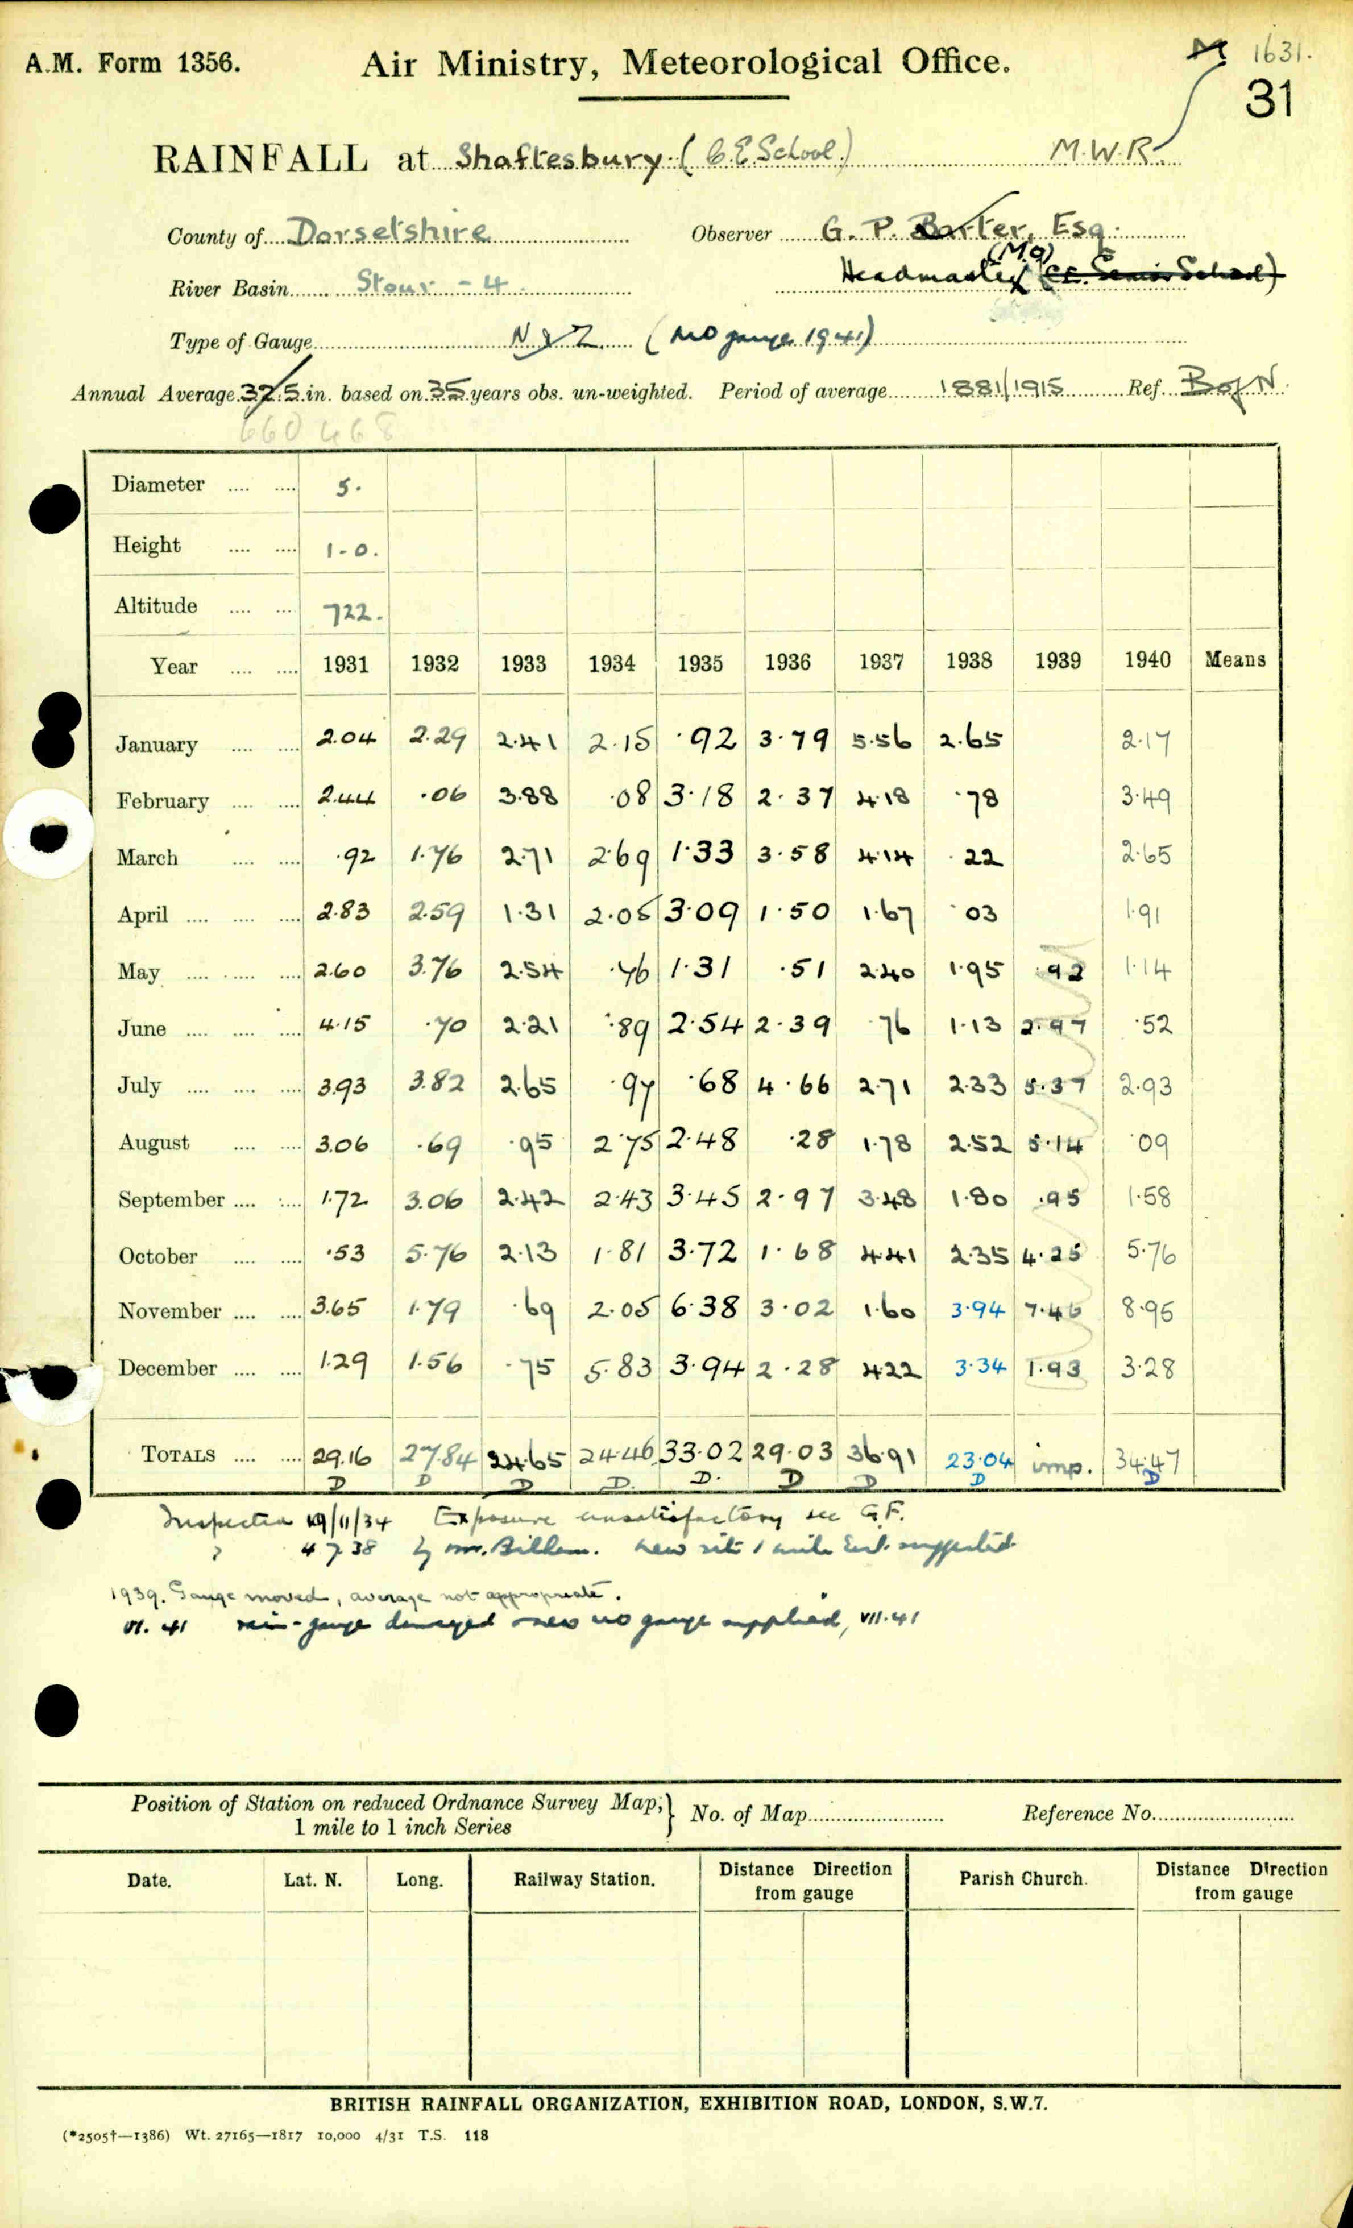 A.M. Form 1356.
Air Ministry, Meteorological Office.
1631.
31
RAINFALL at Shaftesbury (C.E School.) M.W.R.
County of Dorsetshire Observer G. P. Barter, Esq.
River Basin Stour - 4 Headmaster (C.E. Senior School)
Type of Gauge N & Z (MO gauge 1941)
Annual Average 32.5 in. based on 35 years obs. un-weighted. Period of average 1881/1915 Ref. B of N
660 468
Diameter 5.
Height 1-0.
Altitude 722.
Year 1931 1932 1933 1934 1935 1936 1937 1938 1939 1940 Means
January 2.04 2.29 2.41 2.15 .92 3.79 5.56 2.65 2.17
February 2.44 .06 3.88 .08 3.18 2.37 4.18 .78 3.49
March .92 1.76 2.71 2.69 1.33 3.58 4.14 .22 2.65
April 2.83 2.59 1.31 2.05 3.09 1.50 1.67 .03 1.91
May 2.60 3.76 2.54 .76 1.31 .51 2.40 1.95 .92 1.14
June 4.15 .70 2.21 .89 2.54 2.39 .76 1.13 2.97 .52
July 3.93 3.82 2.65 .97 .68 4.66 2.71 2.33 5.37 2.93
August 3.06 .69 .95 2.75 2.48 .28 1.78 2.52 5.14 .09
September 1.72 3.06 2.42 2.43 3.45 2.97 3.48 1.80 .95 1.58
October .53 5.76 2.13 1.81 3.72 1.68 4.41 2.35 4.25 5.76
November 3.65 1.79 .69 2.05 6.38 3.02 1.60 3.94 7.46 8.95
December 1.29 1.56 .75 5.83 3.94 2.28 4.22 3.34 1.93 3.28
TOTALS 29.16 27.84 24.65 24.46 33.02 29.03 36.91 23.04 imp. 34.47
D D D D. D. D D D D
Inspected 19/11/34 Exposure unsatisfactory see G.F.
" 4 7 38 by Mr. Bilham. New site 1 mile East suggested
1939. Gauge moved, average not appropriate.
VI. 41 rain-gauge damaged new MO gauge supplied, VII.41
Position of Station on reduced Ordnance Survey Map; 1 mile to 1 inch Series } No. of Map Reference No.
Date. Lat. N. Long. Railway Station. Distance Direction from gauge Parish Church. Distance Direction from gauge
BRITISH RAINFALL ORGANIZATION, EXHIBITION ROAD, LONDON, S.W.7.
(*2505†—1386) Wt. 27165—1817 10,000 4/31 T.S. 118